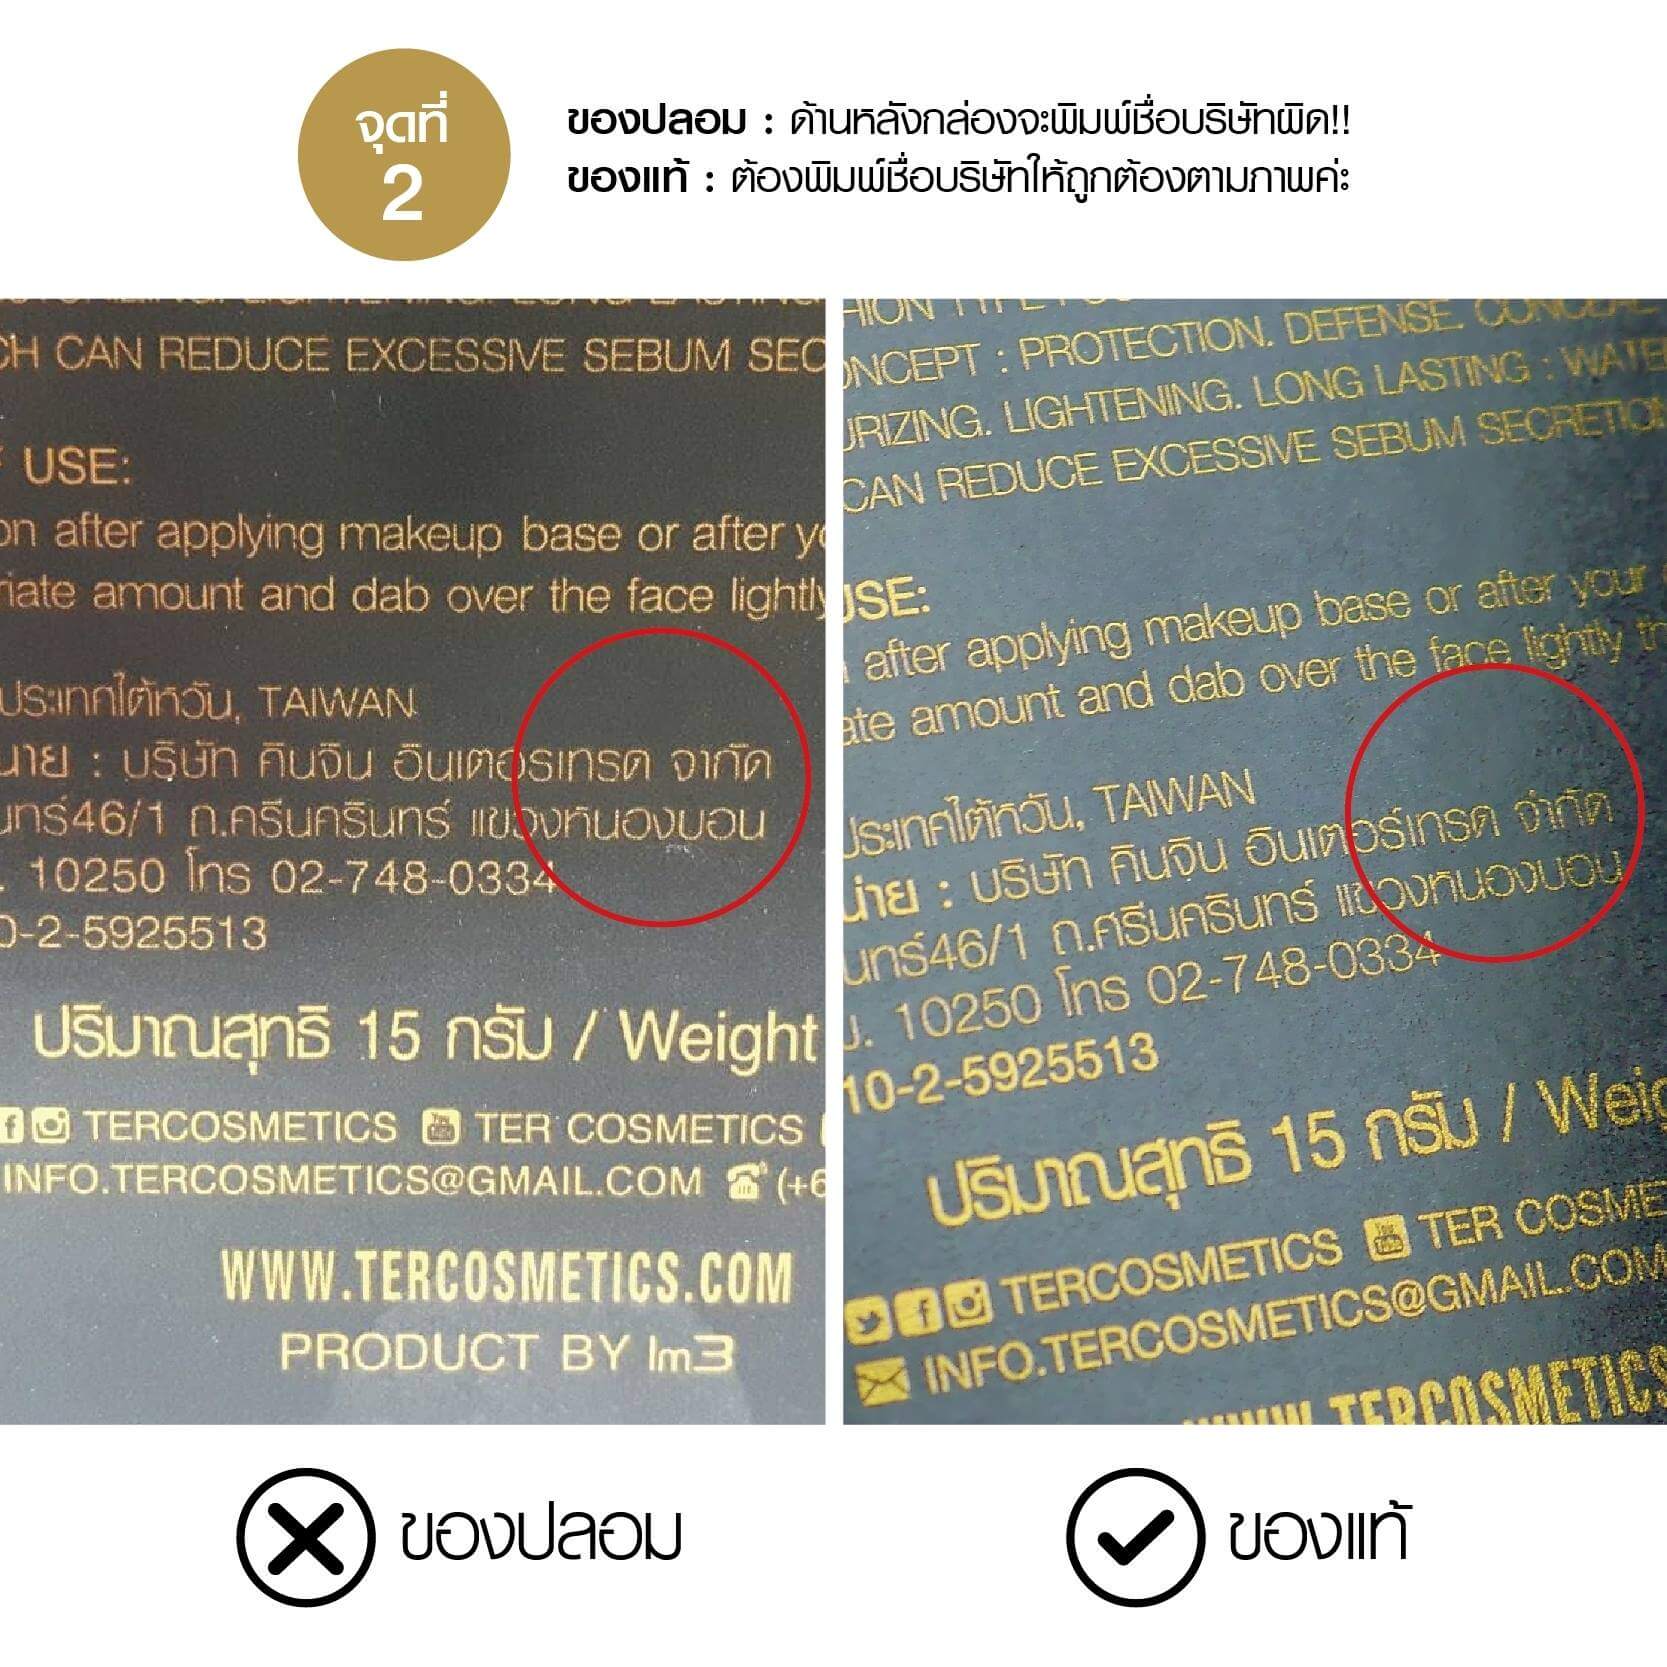 จุดที่
2
ของปลอม : ด้านหลังกล่องจะพิมพ์ชื่อบริษัทผิด!!
ของแท้ : ต้องพิมพ์ชื่อบริษัทให้ถูกต้องตามภาพค่ะ
CH CAN REDUCE EXCESSIVE SEBUM SEC
USE:
on after applying makeup base or after yo
riate amount and dab over the face lightly
ประเทศไต้หวัน, TAIWAN
นาย : บริษัท คินจิน อินเตอรเทรด จากัด
นทร์46/1 ถ.ศรีนครินทร์ แขวงหนองบอน
. 10250 โทร 02-748-0334
0-2-5925513
ปริมาณสุทธิ 15 กรัม / Weight
TERCOSMETICS TER COSMETICS
INFO.TERCOSMETICS@GMAIL.COM (+6
WWW.TERCOSMETICS.COM
PRODUCT BY lm3
HION TYPE
ONCEPT : PROTECTION. DEFENSE. CONCEAL
URIZING. LIGHTENING. LONG LASTING : WATE
CAN REDUCE EXCESSIVE SEBUM SECRETION
USE:
after applying makeup base or after your
ate amount and dab over the face lightly th
ประเทศไต้หวัน, TAIWAN
น่าย : บริษัท คินจิน อินเตอร์เทรด จำกัด
นทร์46/1 ถ.ศรีนครินทร์ แขวงหนองบอน
ม. 10250 โทร 02-748-0334
10-2-5925513
ปริมาณสุทธิ 15 กรัม / Weig
TERCOSMETICS TER COSME
INFO.TERCOSMETICS@GMAIL.COM
WWW.TERCOSMETICS
ของปลอม
ของแท้